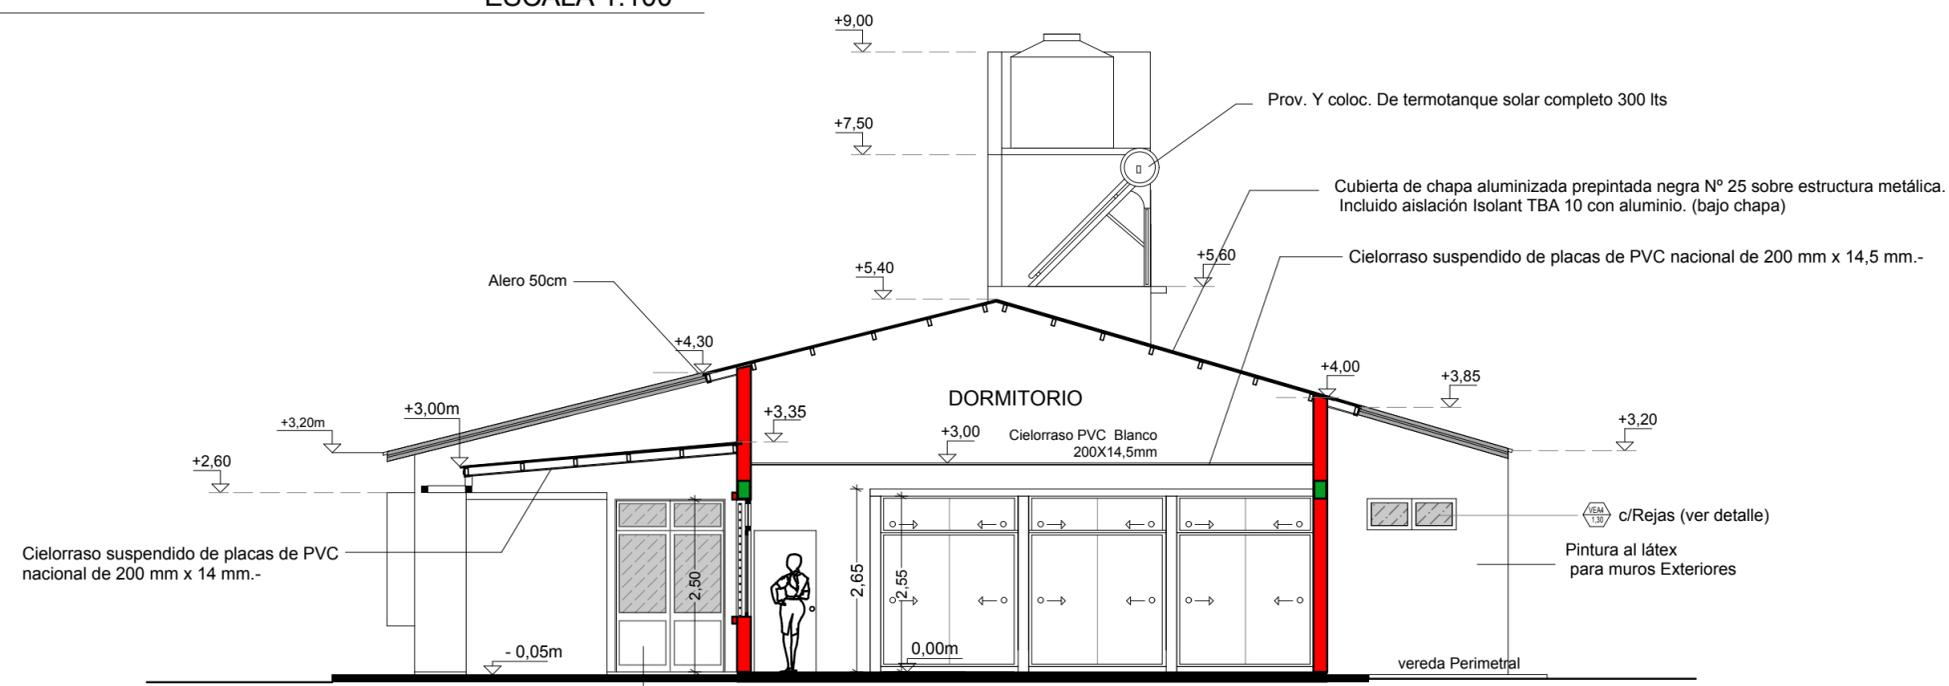 ESCALA 1:100
+9,00
Prov. Y coloc. De termotanque solar completo 300 lts
+7,50
Cubierta de chapa aluminizada prepintada negra Nº 25 sobre estructura metálica.
Incluido aislación Isolant TBA 10 con aluminio. (bajo chapa)
+5,60
Cielorraso suspendido de placas de PVC nacional de 200 mm x 14,5 mm.-
+5,40
Alero 50cm
+4,30
+4,00
+3,85
DORMITORIO
+3,00m
+3,35
+3,20m
+3,20
+3,00
Cielorraso PVC Blanco
200X14,5mm
+2,60
VEA4
1,30
c/Rejas (ver detalle)
Cielorraso suspendido de placas de PVC
nacional de 200 mm x 14 mm.-
Pintura al látex
para muros Exteriores
2,50
2,65
2,55
- 0,05m
0,00m
vereda Perimetral